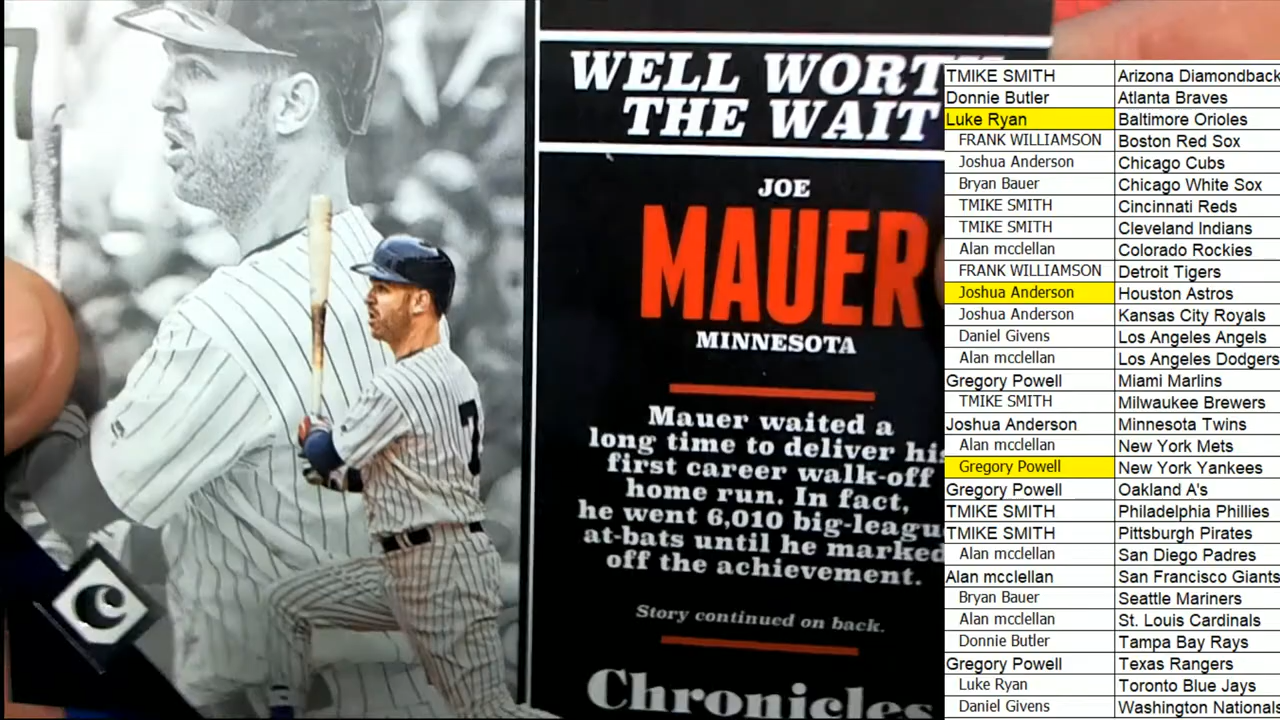 WELL WORTH
THE WAIT
JOE
MAUER
MINNESOTA
Mauer waited a
long time to deliver his
first career walk-off
home run. In fact,
he went 6,010 big-leagu
at-bats until he marked
off the achievement.
Story continued on back.
Chronicles
7
7
C
TMIKE SMITH Arizona Diamondback
Donnie Butler Atlanta Braves
Luke Ryan Baltimore Orioles
FRANK WILLIAMSON Boston Red Sox
Joshua Anderson Chicago Cubs
Bryan Bauer Chicago White Sox
TMIKE SMITH Cincinnati Reds
TMIKE SMITH Cleveland Indians
Alan mcclellan Colorado Rockies
FRANK WILLIAMSON Detroit Tigers
Joshua Anderson Houston Astros
Joshua Anderson Kansas City Royals
Daniel Givens Los Angeles Angels
Alan mcclellan Los Angeles Dodgers
Gregory Powell Miami Marlins
TMIKE SMITH Milwaukee Brewers
Joshua Anderson Minnesota Twins
Alan mcclellan New York Mets
Gregory Powell New York Yankees
Gregory Powell Oakland A's
TMIKE SMITH Philadelphia Phillies
TMIKE SMITH Pittsburgh Pirates
Alan mcclellan San Diego Padres
Alan mcclellan San Francisco Giants
Bryan Bauer Seattle Mariners
Alan mcclellan St. Louis Cardinals
Donnie Butler Tampa Bay Rays
Gregory Powell Texas Rangers
Luke Ryan Toronto Blue Jays
Daniel Givens Washington Nationals